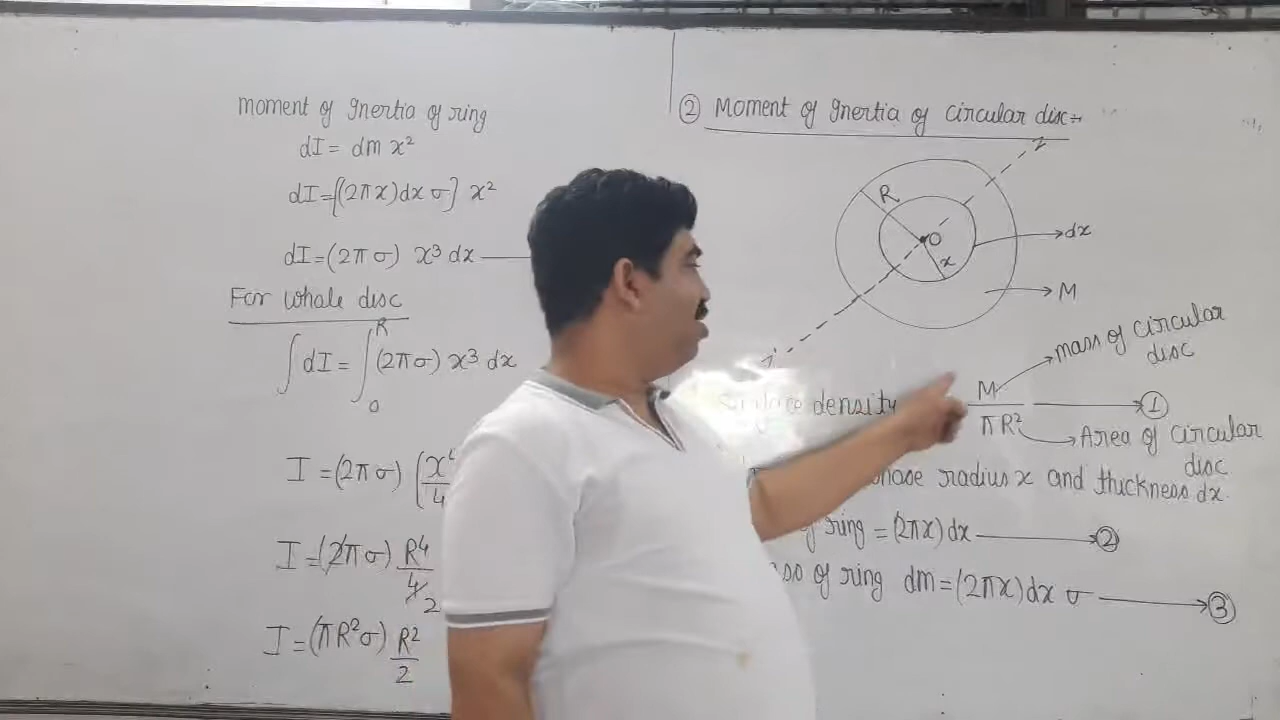 moment of Inertia of ring
dI = dm x²
dI=[(2πx)dx σ] x²
dI=(2πσ) x³ dx
For whole disc
∫dI = ∫₀ᴿ (2πσ) x³ dx
I = (2πσ) [x⁴/4
I = (2πσ) R⁴/4 2
I = (πR²σ) R²/2
② Moment of Inertia of circular disc:-
R
O
x
dx
M
mass of circular
disc
density M/πR² ①
Area of circular
disc
whose radius x and thickness dx.
of ring = (2πx) dx ②
of ring dm = (2πx) dx σ ③